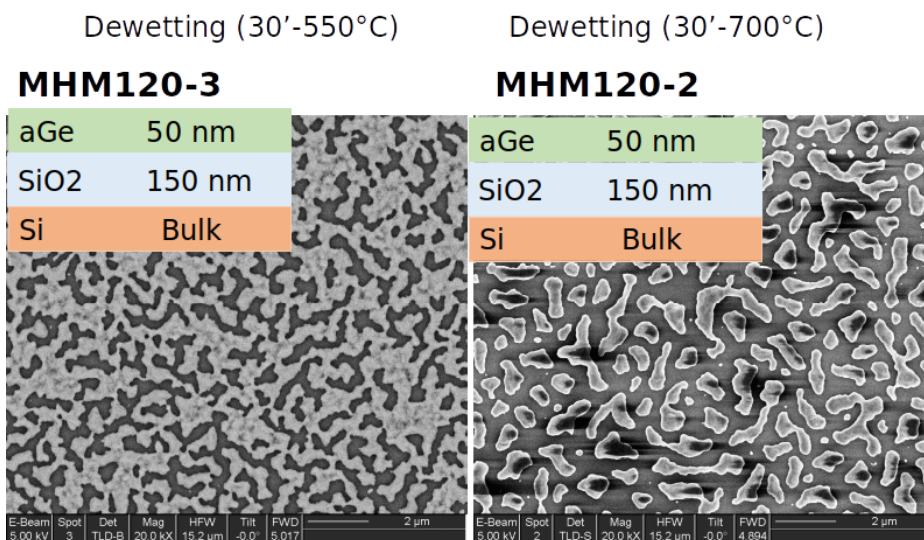 Dewetting (30’-550°C)
MHM120-3
aGe 50 nm
SiO2 150 nm
Si Bulk
E-Beam Spot Det Mag HFW Tilt FWD
5.00 kV 3 TLD-B 20.0 kX 15.2 µm -0.0° 5.017
2 µm
Dewetting (30’-700°C)
MHM120-2
aGe 50 nm
SiO2 150 nm
Si Bulk
E-Beam Spot Det Mag HFW Tilt FWD
5.00 kV 2 TLD-S 20.0 kX 15.2 µm -0.0° 4.894
2 µm